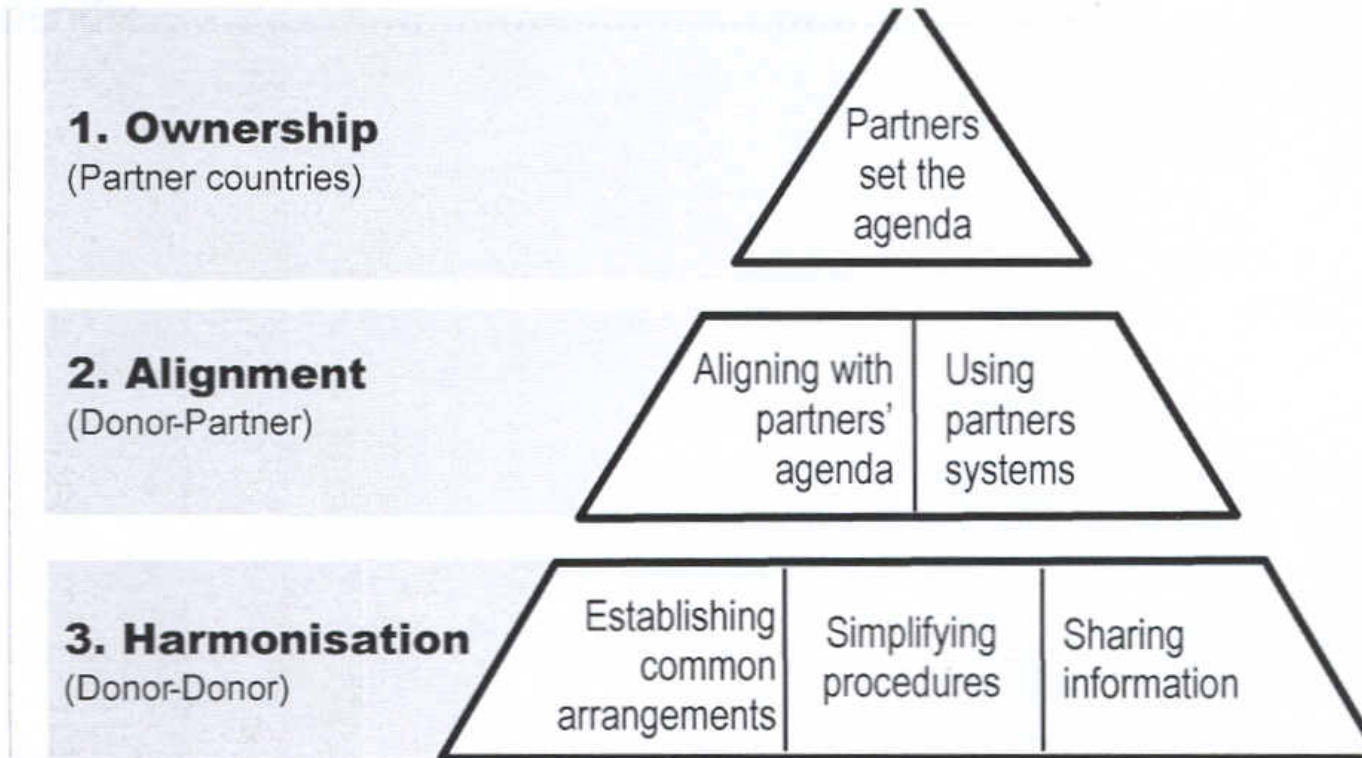 1. Ownership
(Partner countries)
Partners
set the
agenda
2. Alignment
(Donor-Partner)
Aligning with
partners’
agenda
Using
partners
systems
3. Harmonisation
(Donor-Donor)
Establishing
common
arrangements
Simplifying
procedures
Sharing
information